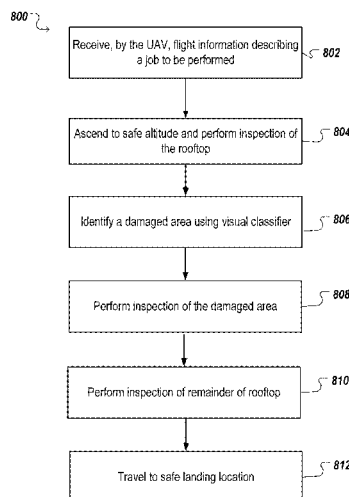 800
Receive, by the UAV, flight information describing
a job to be performed
802
Ascend to safe altitude and perform inspection of
the rooftop
804
Identify a damaged area using visual classifier
806
Perform inspection of the damaged area
808
Perform inspection of remainder of rooftop
810
Travel to safe landing location
812